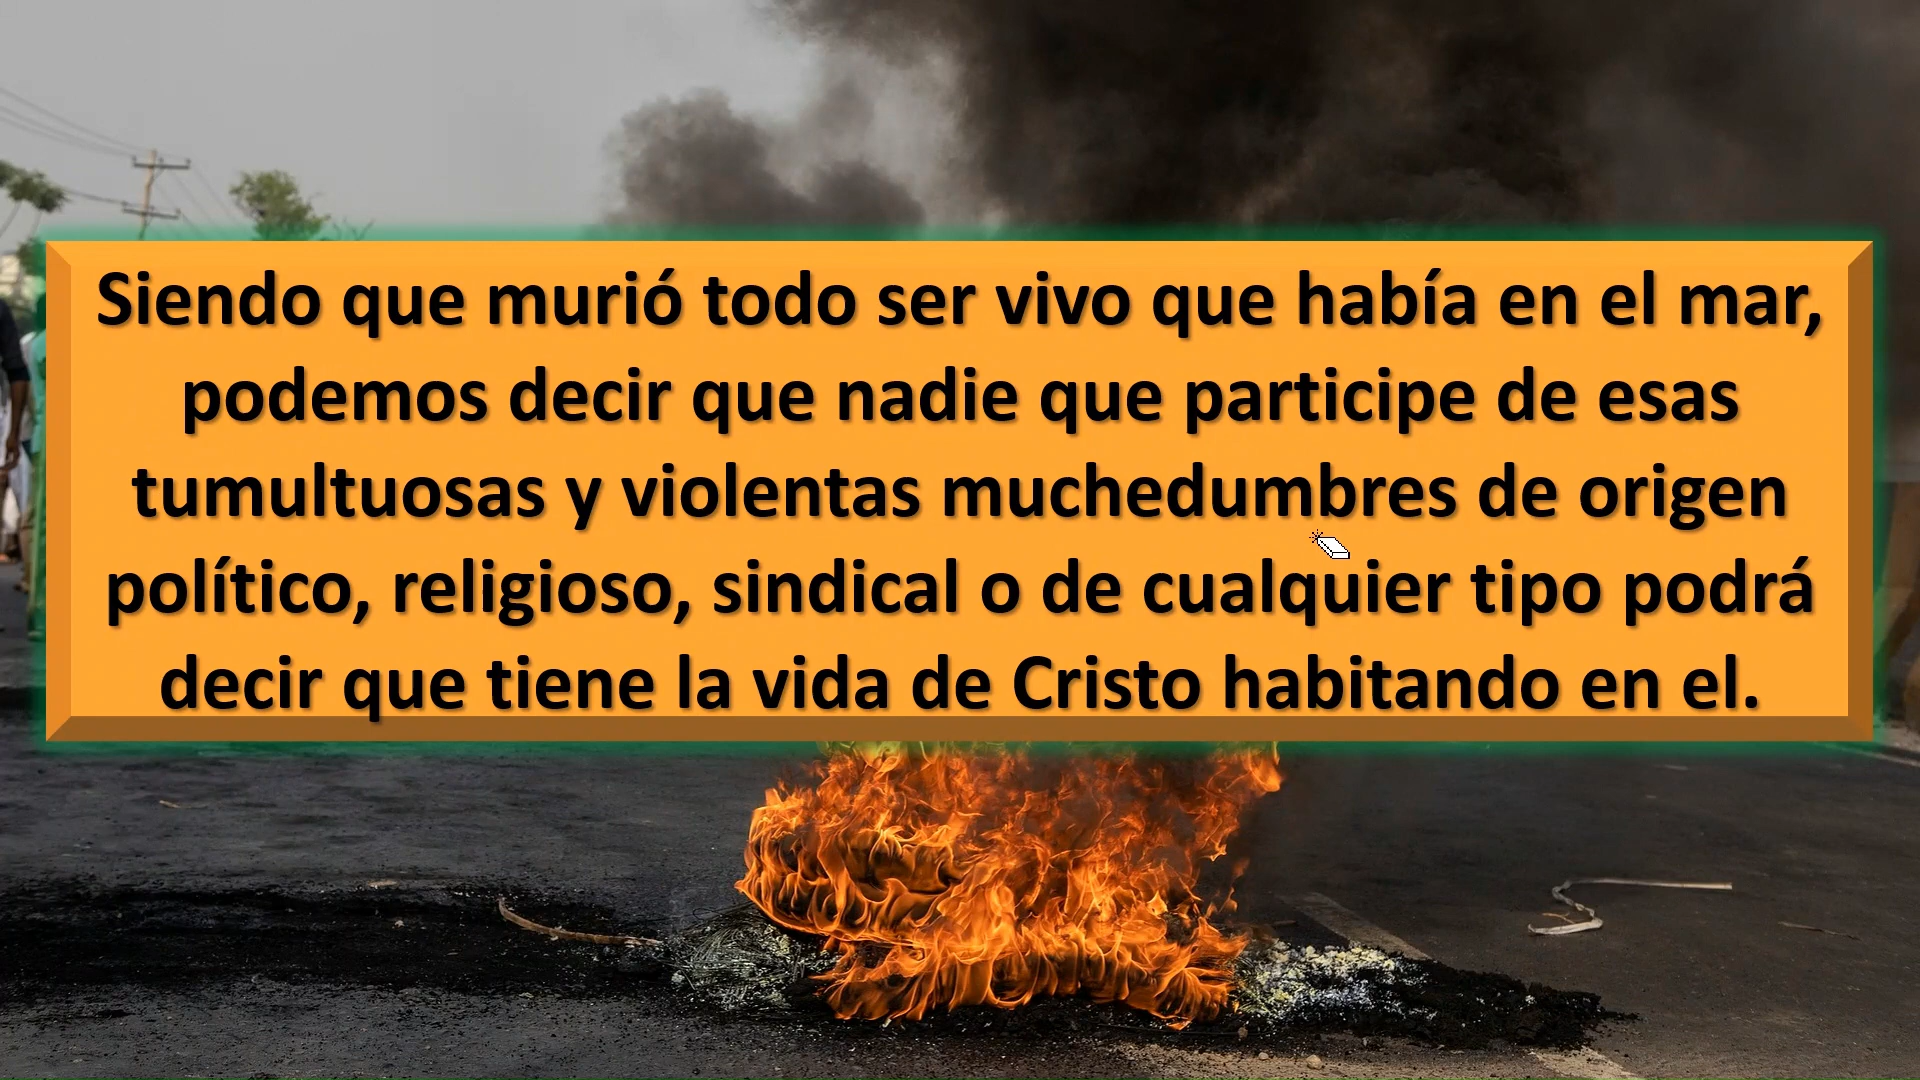 Siendo que murió todo ser vivo que había en el mar,
podemos decir que nadie que participe de esas
tumultuosas y violentas muchedumbres de origen
político, religioso, sindical o de cualquier tipo podrá
decir que tiene la vida de Cristo habitando en el.